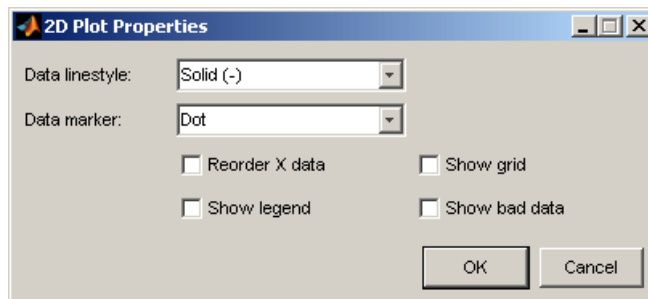 2D Plot Properties
Data linestyle: Solid (-)
Data marker: Dot
Reorder X data Show grid
Show legend Show bad data
OK Cancel